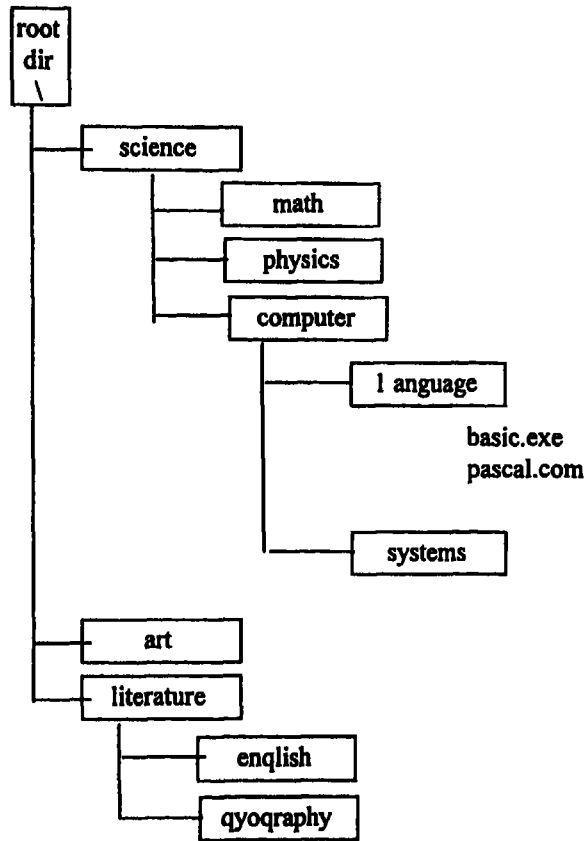 root
dir
\
science
math
physics
computer
l anguage
basic.exe
pascal.com
systems
art
literature
enqlish
qyoqraphy